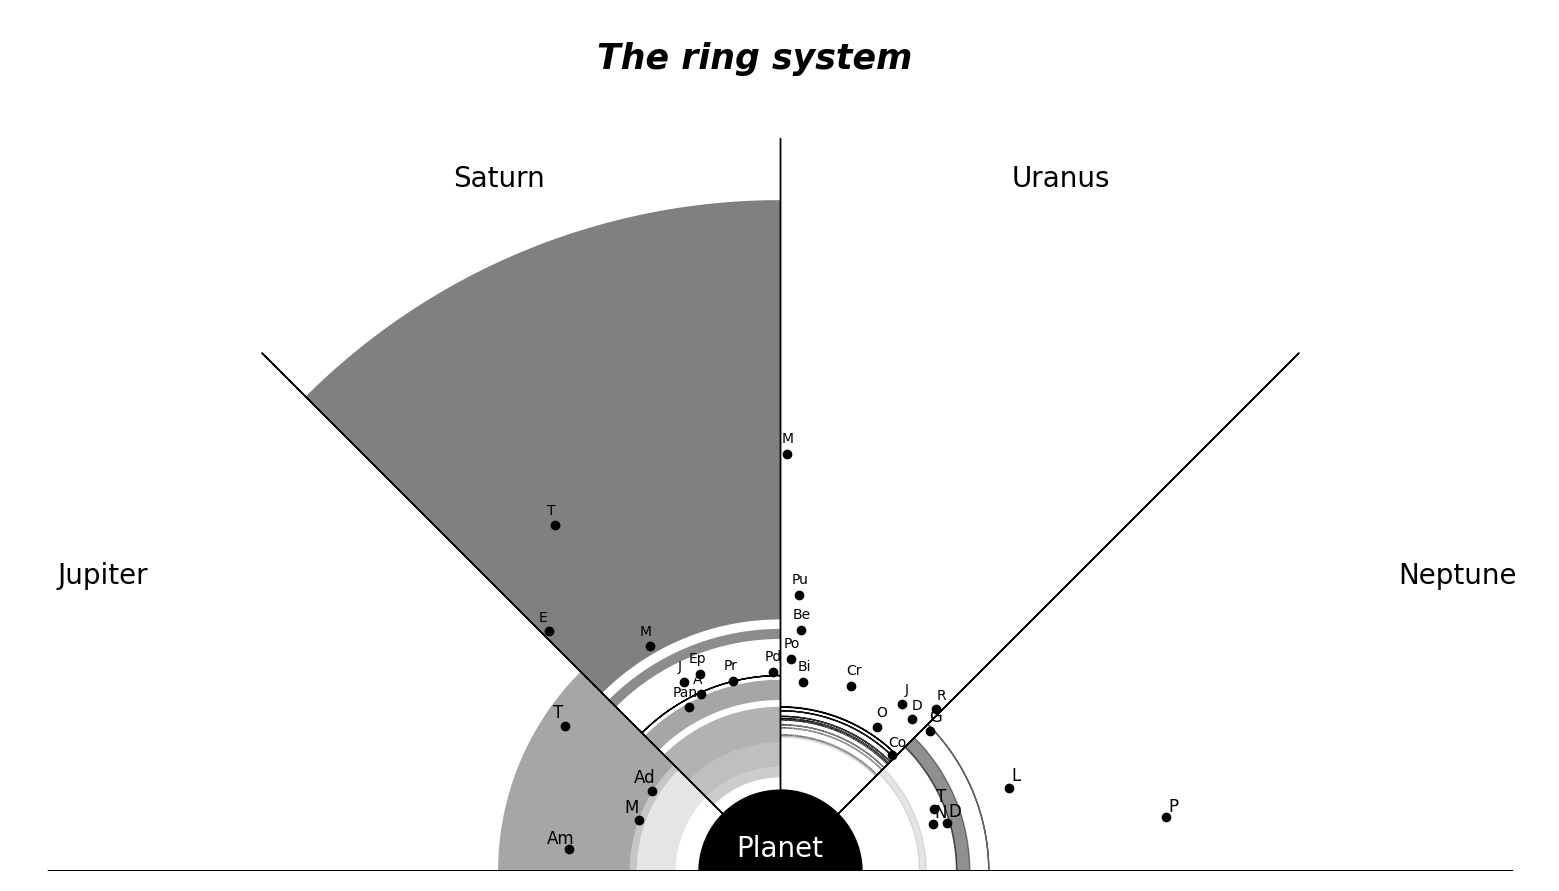 The ring system
Saturn
Uranus
Jupiter
Neptune
M
T
Pu
E
M
Be
Po
J
Ep
A
Pan
Pr
Pd
Bi
Cr
O
J
D
R
G
Co
T
Ad
M
Am
L
T
N
D
P
Planet